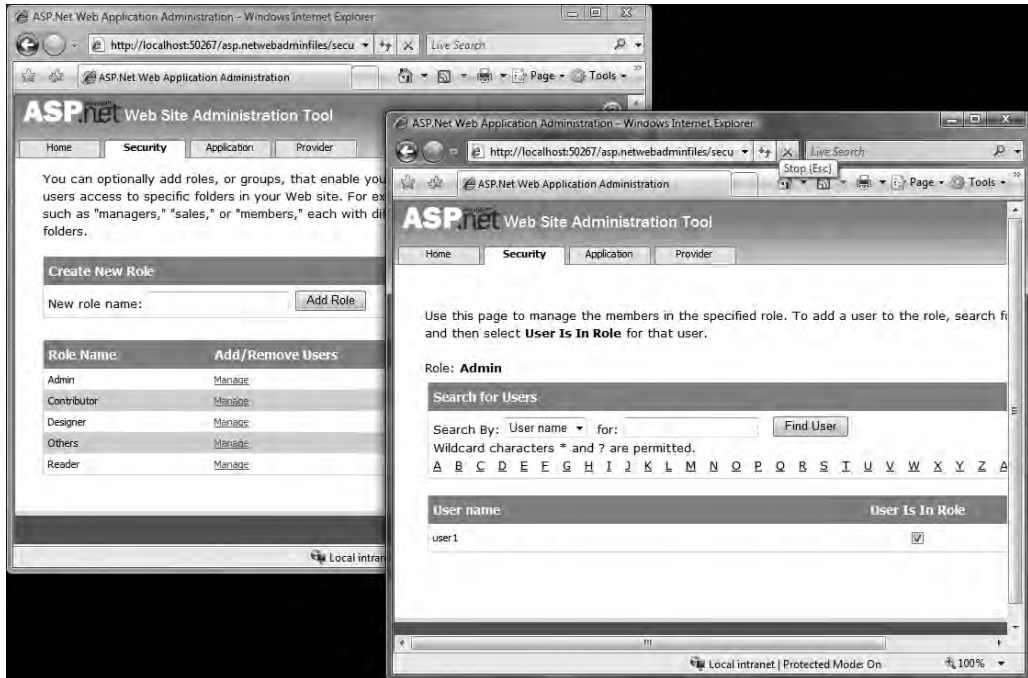 ASP.Net Web Application Administration - Windows Internet Explorer
http://localhost:50267/asp.netwebadminfiles/secu
Live Search
ASP.Net Web Application Administration
Page
Tools
ASP.net Web Site Administration Tool
Home
Security
Application
Provider
You can optionally add roles, or groups, that enable you
users access to specific folders in your Web site. For ex
such as "managers," "sales," or "members," each with di
folders.
Create New Role
New role name:
Add Role
Role Name
Add/Remove Users
Admin
Manage
Contributor
Manage
Designer
Manage
Others
Manage
Reader
Manage
Local intran
ASP.Net Web Application Administration - Windows Internet Explorer
http://localhost:50267/asp.netwebadminfiles/secu
Live Search
Stop (Esc)
ASP.Net Web Application Administration
Page
Tools
ASP.net Web Site Administration Tool
Home
Security
Application
Provider
Use this page to manage the members in the specified role. To add a user to the role, search fo
and then select User Is In Role for that user.
Role: Admin
Search for Users
Search By: User name for: Find User
Wildcard characters * and ? are permitted.
A B C D E F G H I J K L M N O P Q R S T U V W X Y Z A
User name
User Is In Role
user1
Local intranet | Protected Mode: On
100%